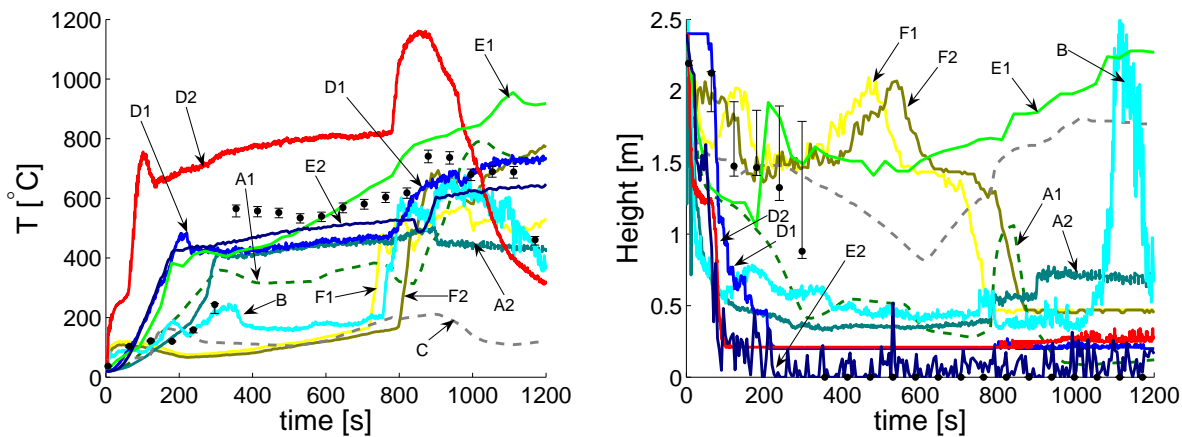 T [°C]
1200
1000
800
600
400
200
0
0 200 400 600 800 1000 1200
time [s]
D1
D2
A1
E2
D1
E1
B
F1
F2
A2
C
Height [m]
2.5
2
1.5
1
0.5
0
0 200 400 600 800 1000 1200
time [s]
F1
F2
E1
B
D2
D1
E2
A1
A2